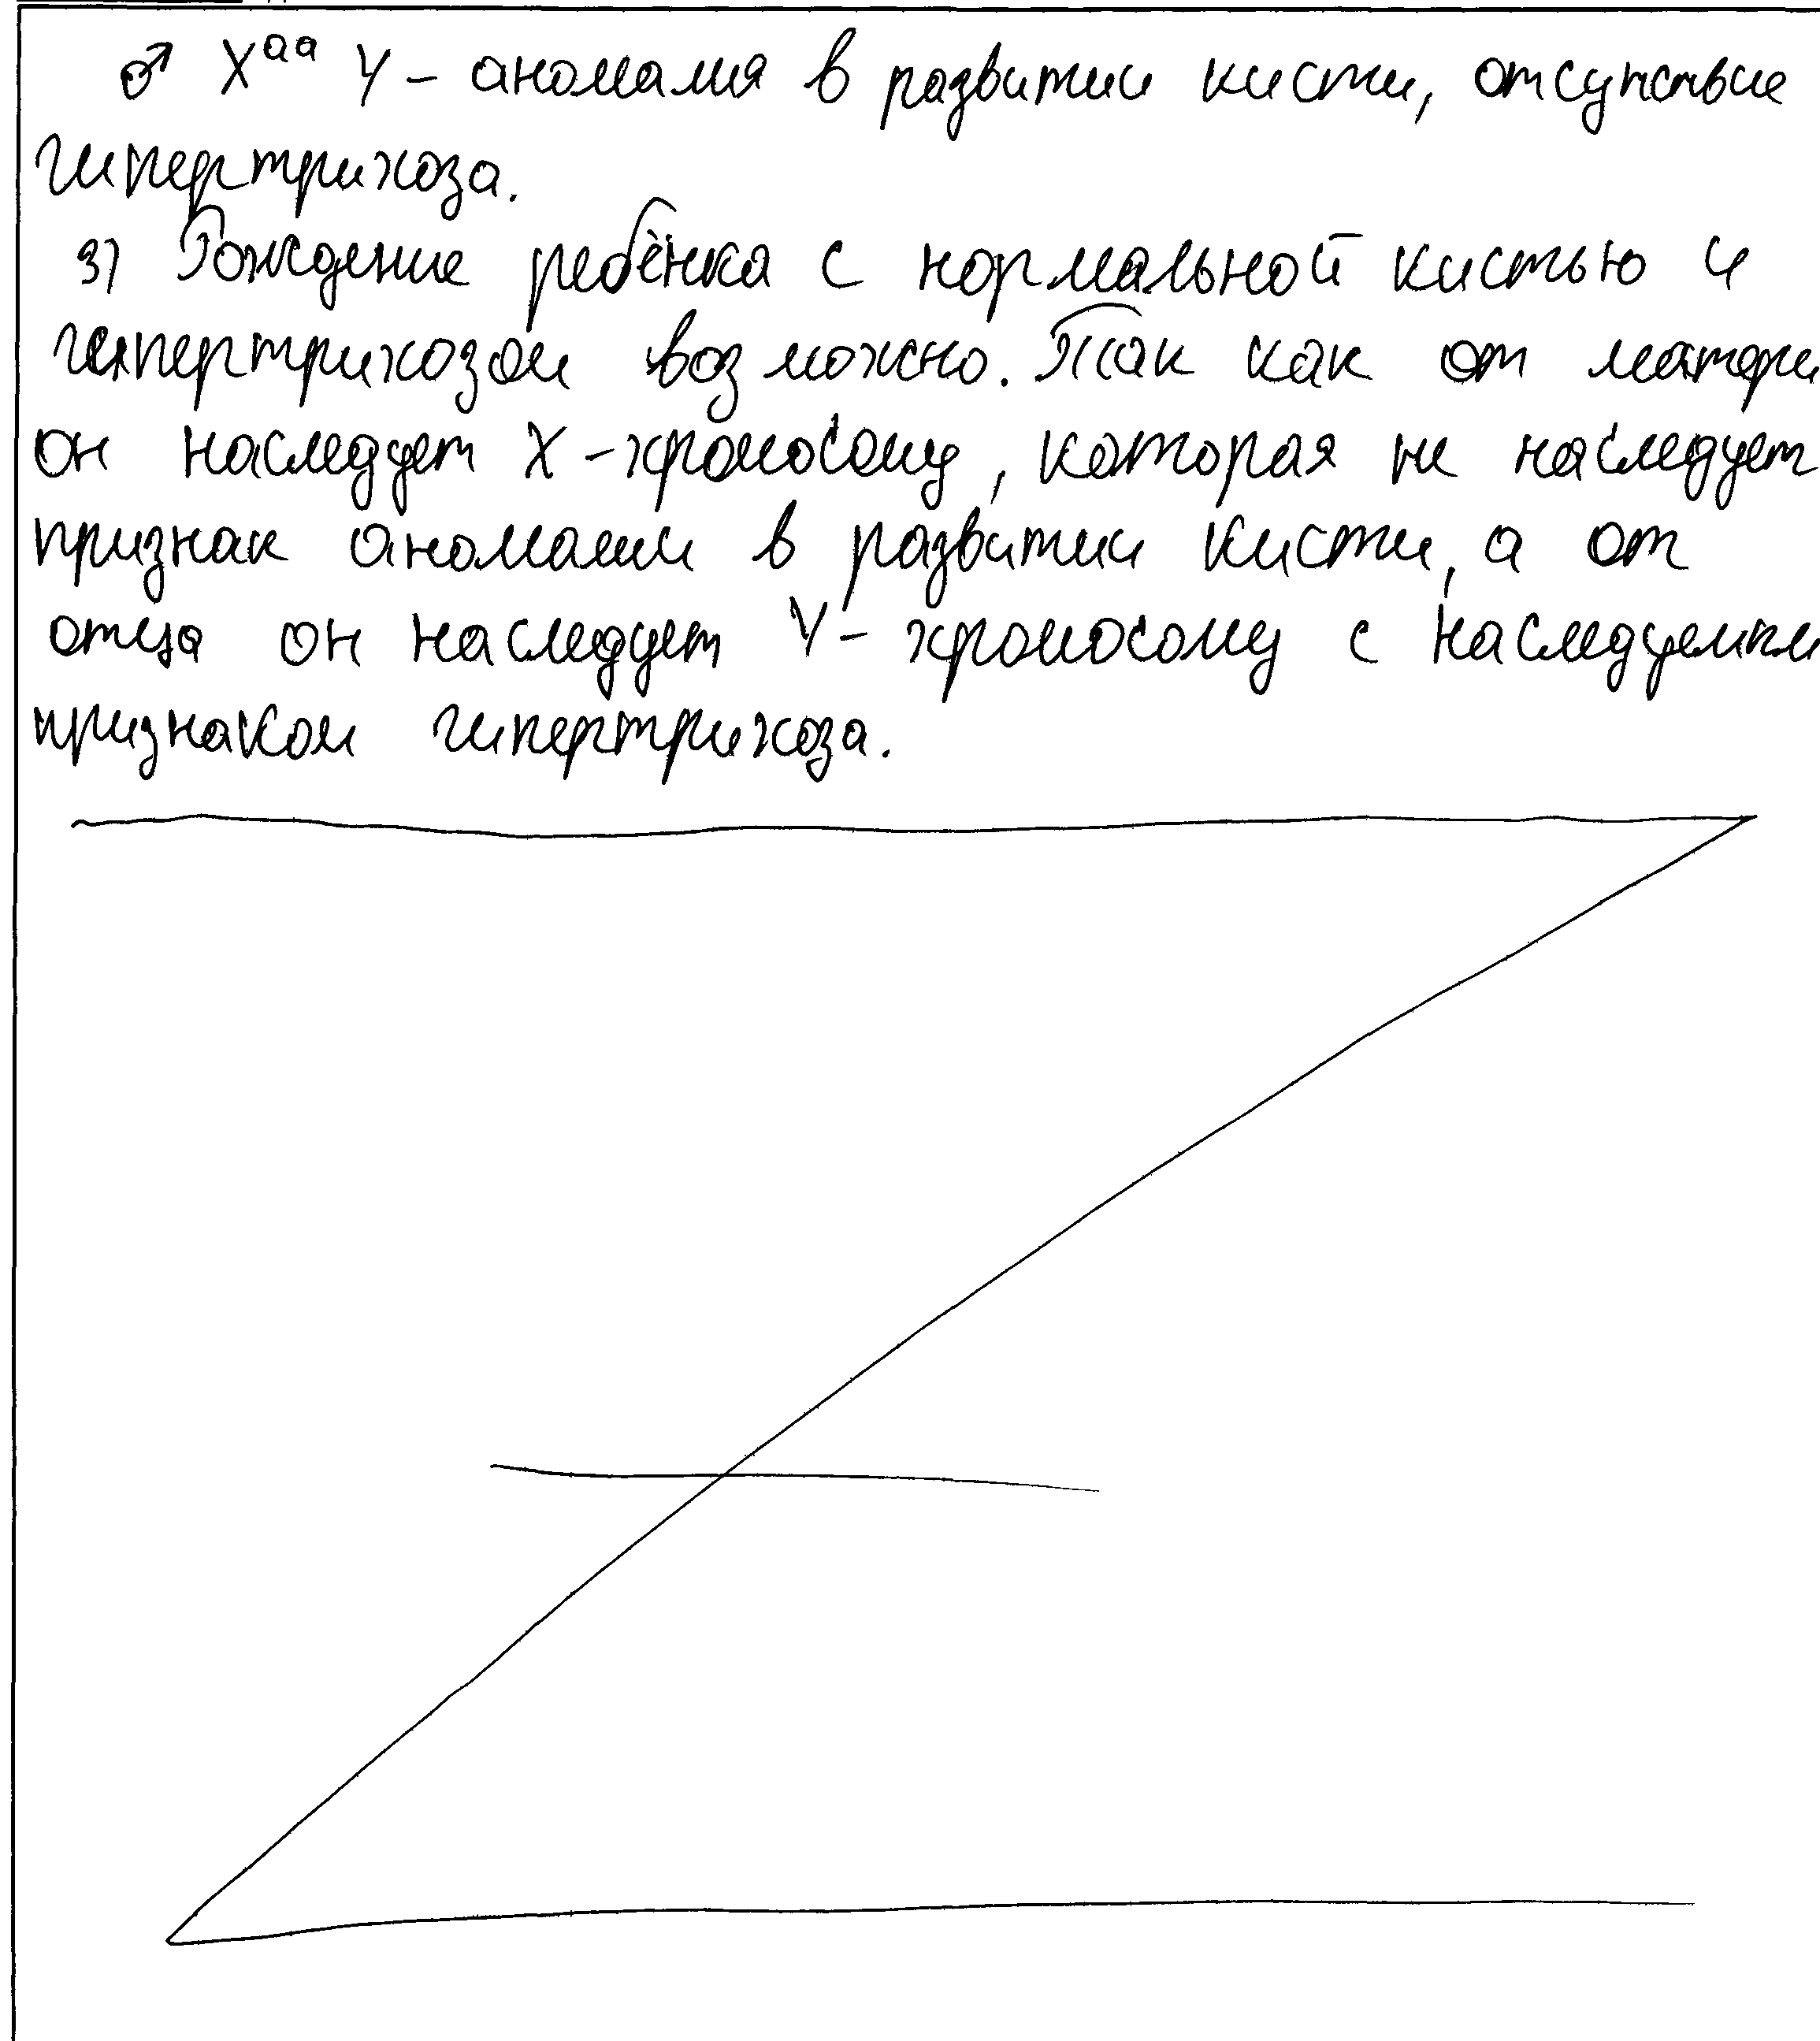 ♂ Xᵃᵃ Y – аномалия в развитии кисти, отсутствие
гипертрихоза.
3) Рождение ребёнка с нормальной кистью и
гипертрихозом возможно. Так как от матери
он наследует X-хромосому, которая не наследует
признак аномалии в развитии кисти, а от
отца он наследует Y-хромосому с наследуемым
признаком гипертрихоза.